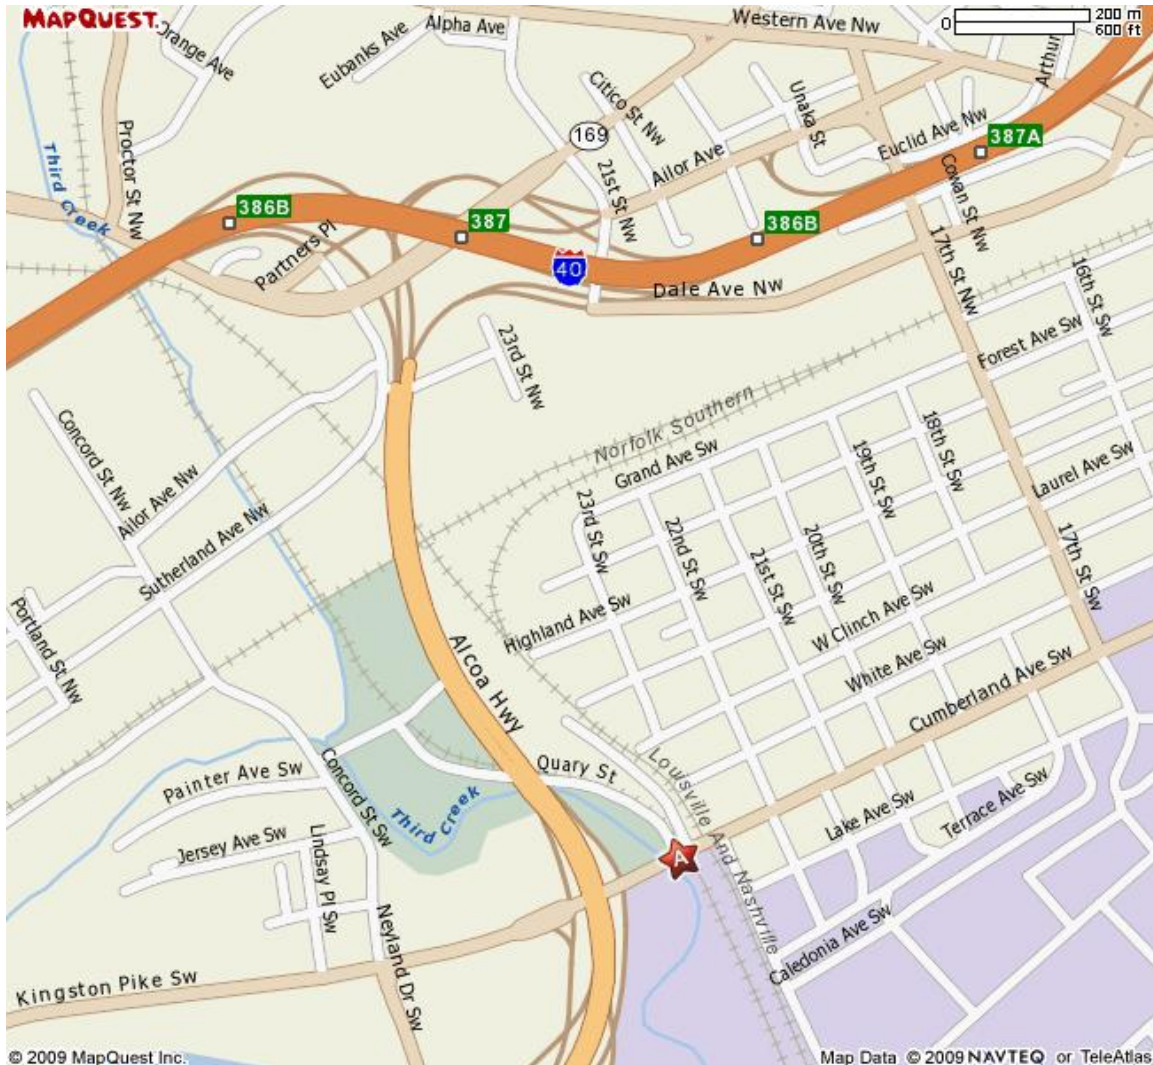 MAPQUEST.
Western Ave Nw
0
200 m
600 ft
Alpha Ave
Orange Ave
Eubanks Ave
Arthur
Citico St Nw
Unaka St
Proctor St Nw
169
Euclid Ave Nw
387A
Third Creek
21st St Nw
Ailor Ave
Cowan St Nw
386B
387
386B
Partners Pl
40
17th St Nw
Dale Ave Nw
16th St Sw
23rd St Nw
Forest Ave Sw
Norfolk Southern
Concord St Nw
Grand Ave Sw
18th St Sw
19th St Sw
Laurel Ave Sw
Ailor Ave Nw
23rd St Sw
22nd St Sw
20th St Sw
Sutherland Ave Nw
21st St Sw
17th St Sw
Portland St Nw
Highland Ave Sw
W Clinch Ave Sw
White Ave Sw
Alcoa Hwy
Cumberland Ave Sw
Quary St
Louisville And Nashville
Painter Ave Sw
Concord St Sw
Third Creek
Lake Ave Sw
Terrace Ave Sw
Jersey Ave Sw
Lindsay Pl Sw
A
Neyland Dr Sw
Caledonia Ave Sw
Kingston Pike Sw
© 2009 MapQuest Inc.
Map Data © 2009 NAVTEQ or TeleAtlas